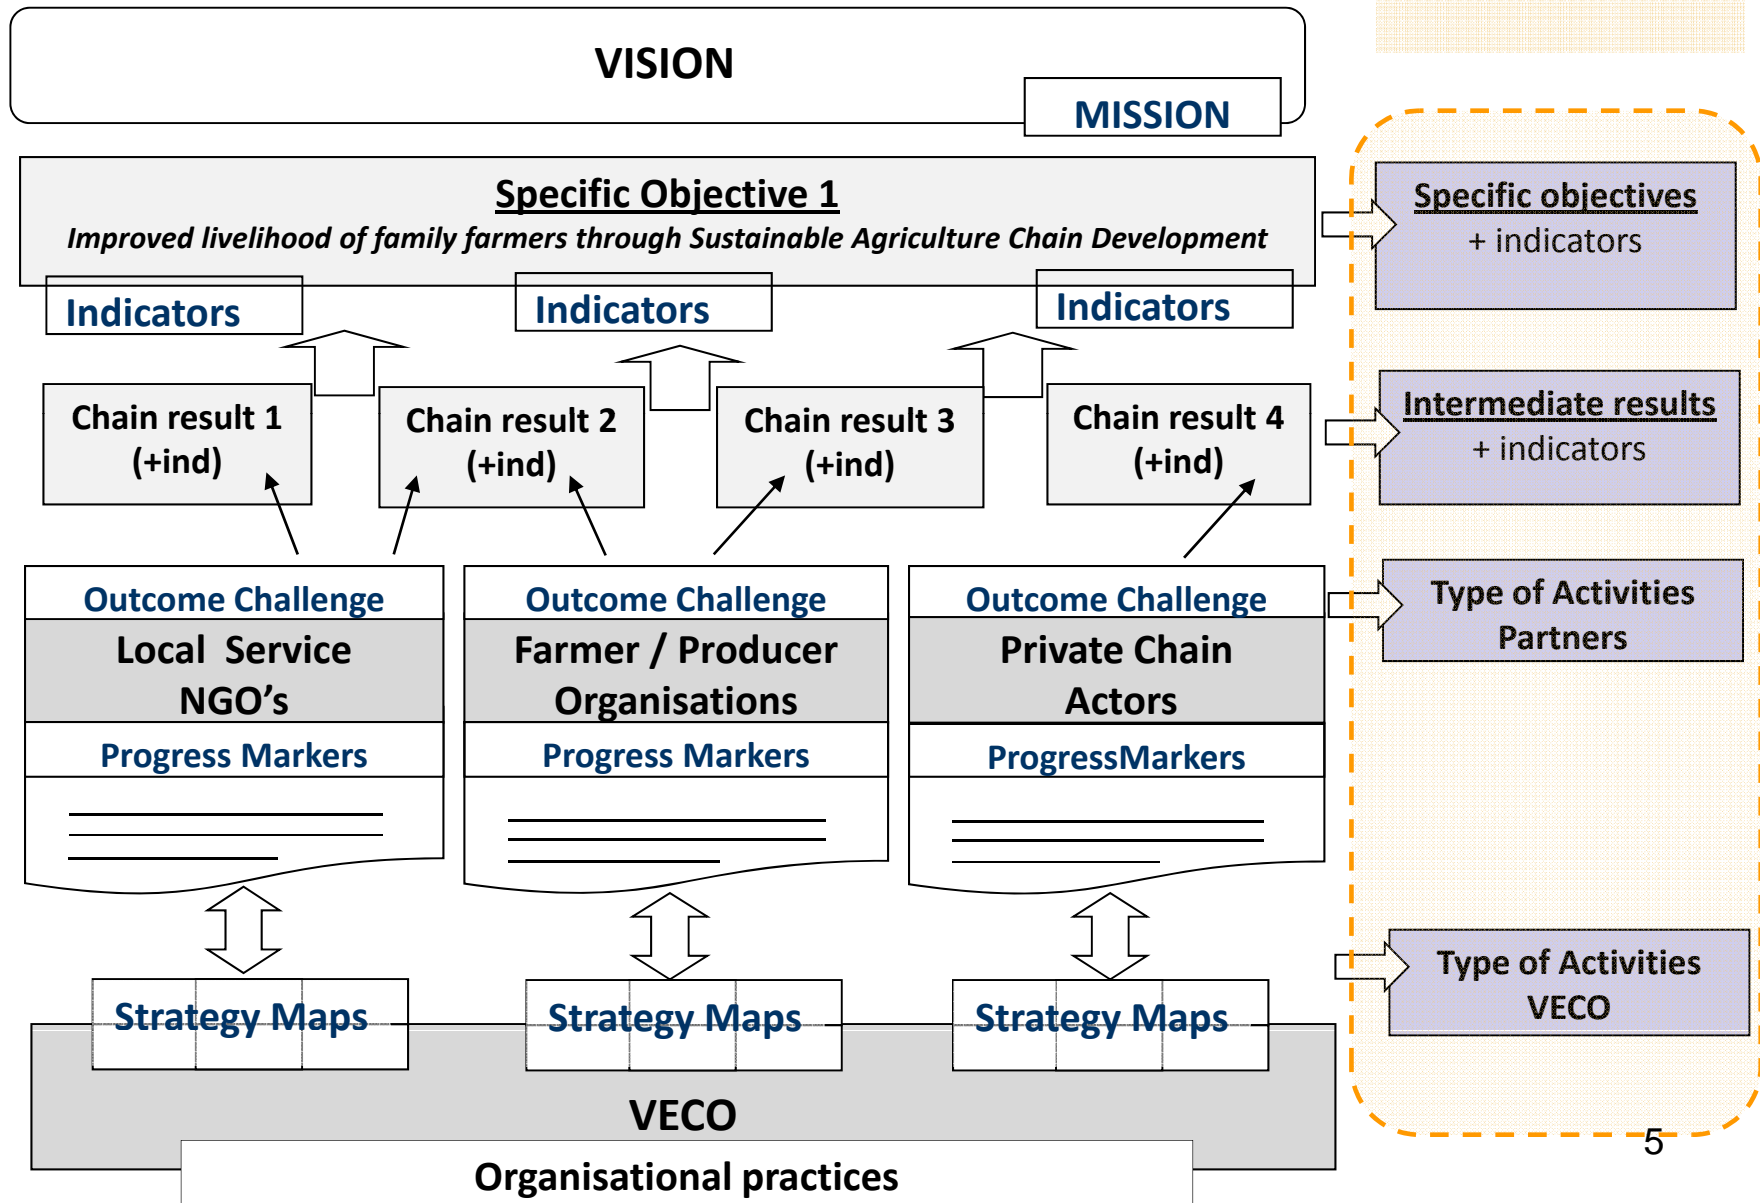 VISION
MISSION
Specific Objective 1
Improved livelihood of family farmers through Sustainable Agriculture Chain Development
Indicators
Indicators
Indicators
Chain result 1
(+ind)
Chain result 2
(+ind)
Chain result 3
(+ind)
Chain result 4
(+ind)
Outcome Challenge
Local Service
NGO’s
Progress Markers
Outcome Challenge
Farmer / Producer
Organisations
Progress Markers
Outcome Challenge
Private Chain
Actors
ProgressMarkers
Strategy Maps
Strategy Maps
Strategy Maps
VECO
Organisational practices
Specific objectives
+ indicators
Intermediate results
+ indicators
Type of Activities
Partners
Type of Activities
VECO
5